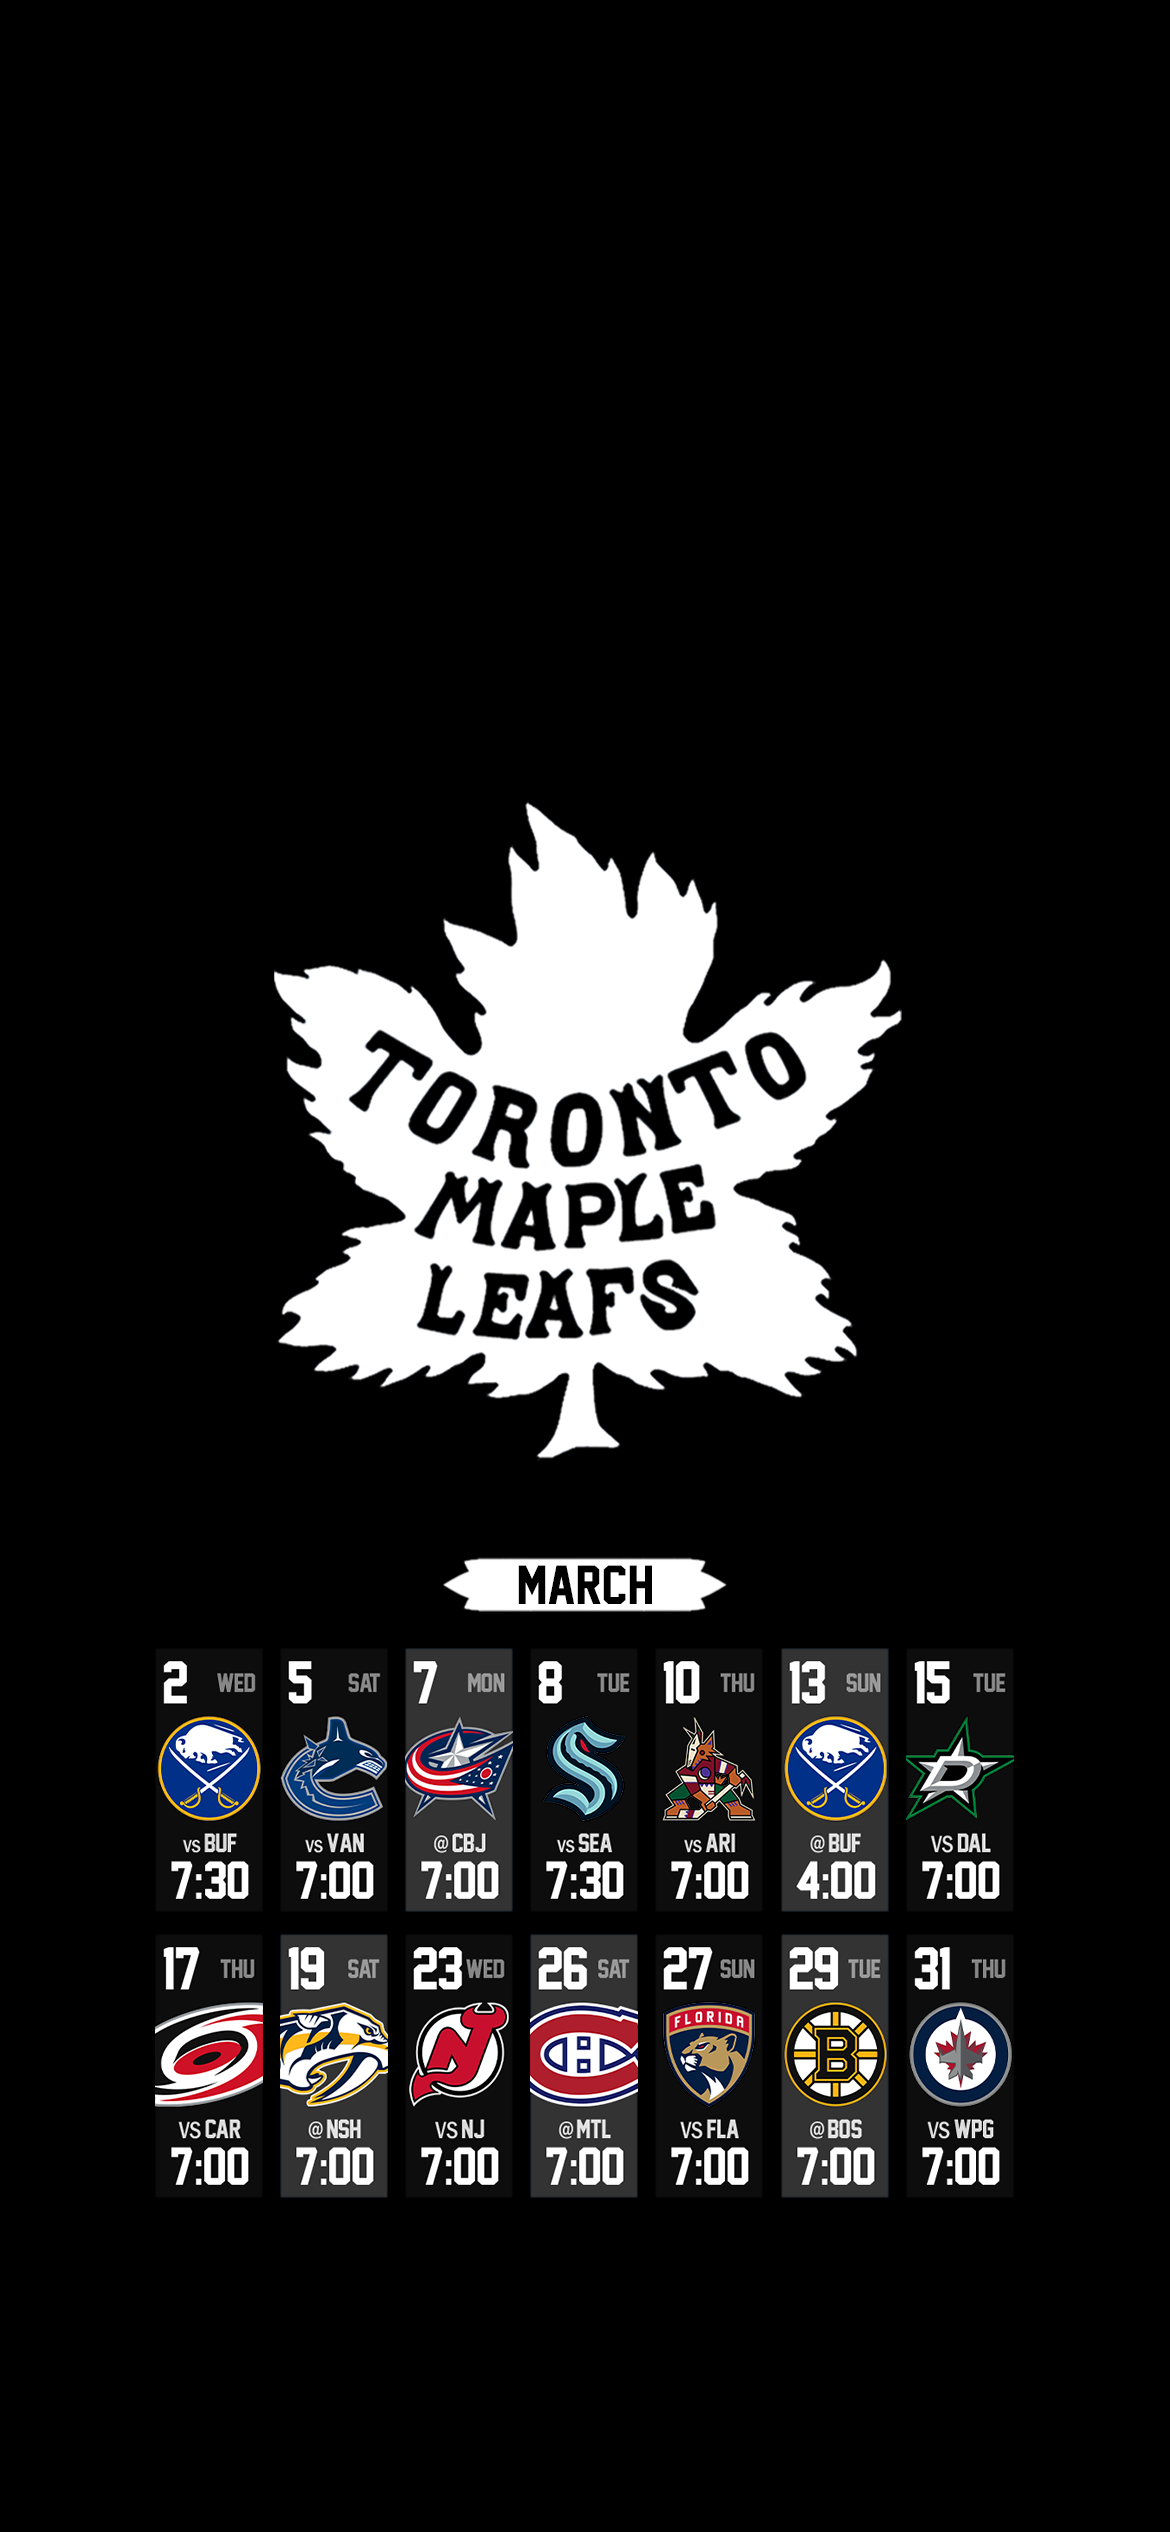 TORONTO
MAPLE
LEAFS
MARCH
2 WED 5 SAT 7 MON 8 TUE 10 THU 13 SUN 15 TUE
VS BUF VS VAN @ CBJ VS SEA VS ARI @ BUF VS DAL
7:30 7:00 7:00 7:30 7:00 4:00 7:00
17 THU 19 SAT 23 WED 26 SAT 27 SUN 29 TUE 31 THU
FLORIDA
B
VS CAR @ NSH VS NJ @ MTL VS FLA @ BOS VS WPG
7:00 7:00 7:00 7:00 7:00 7:00 7:00